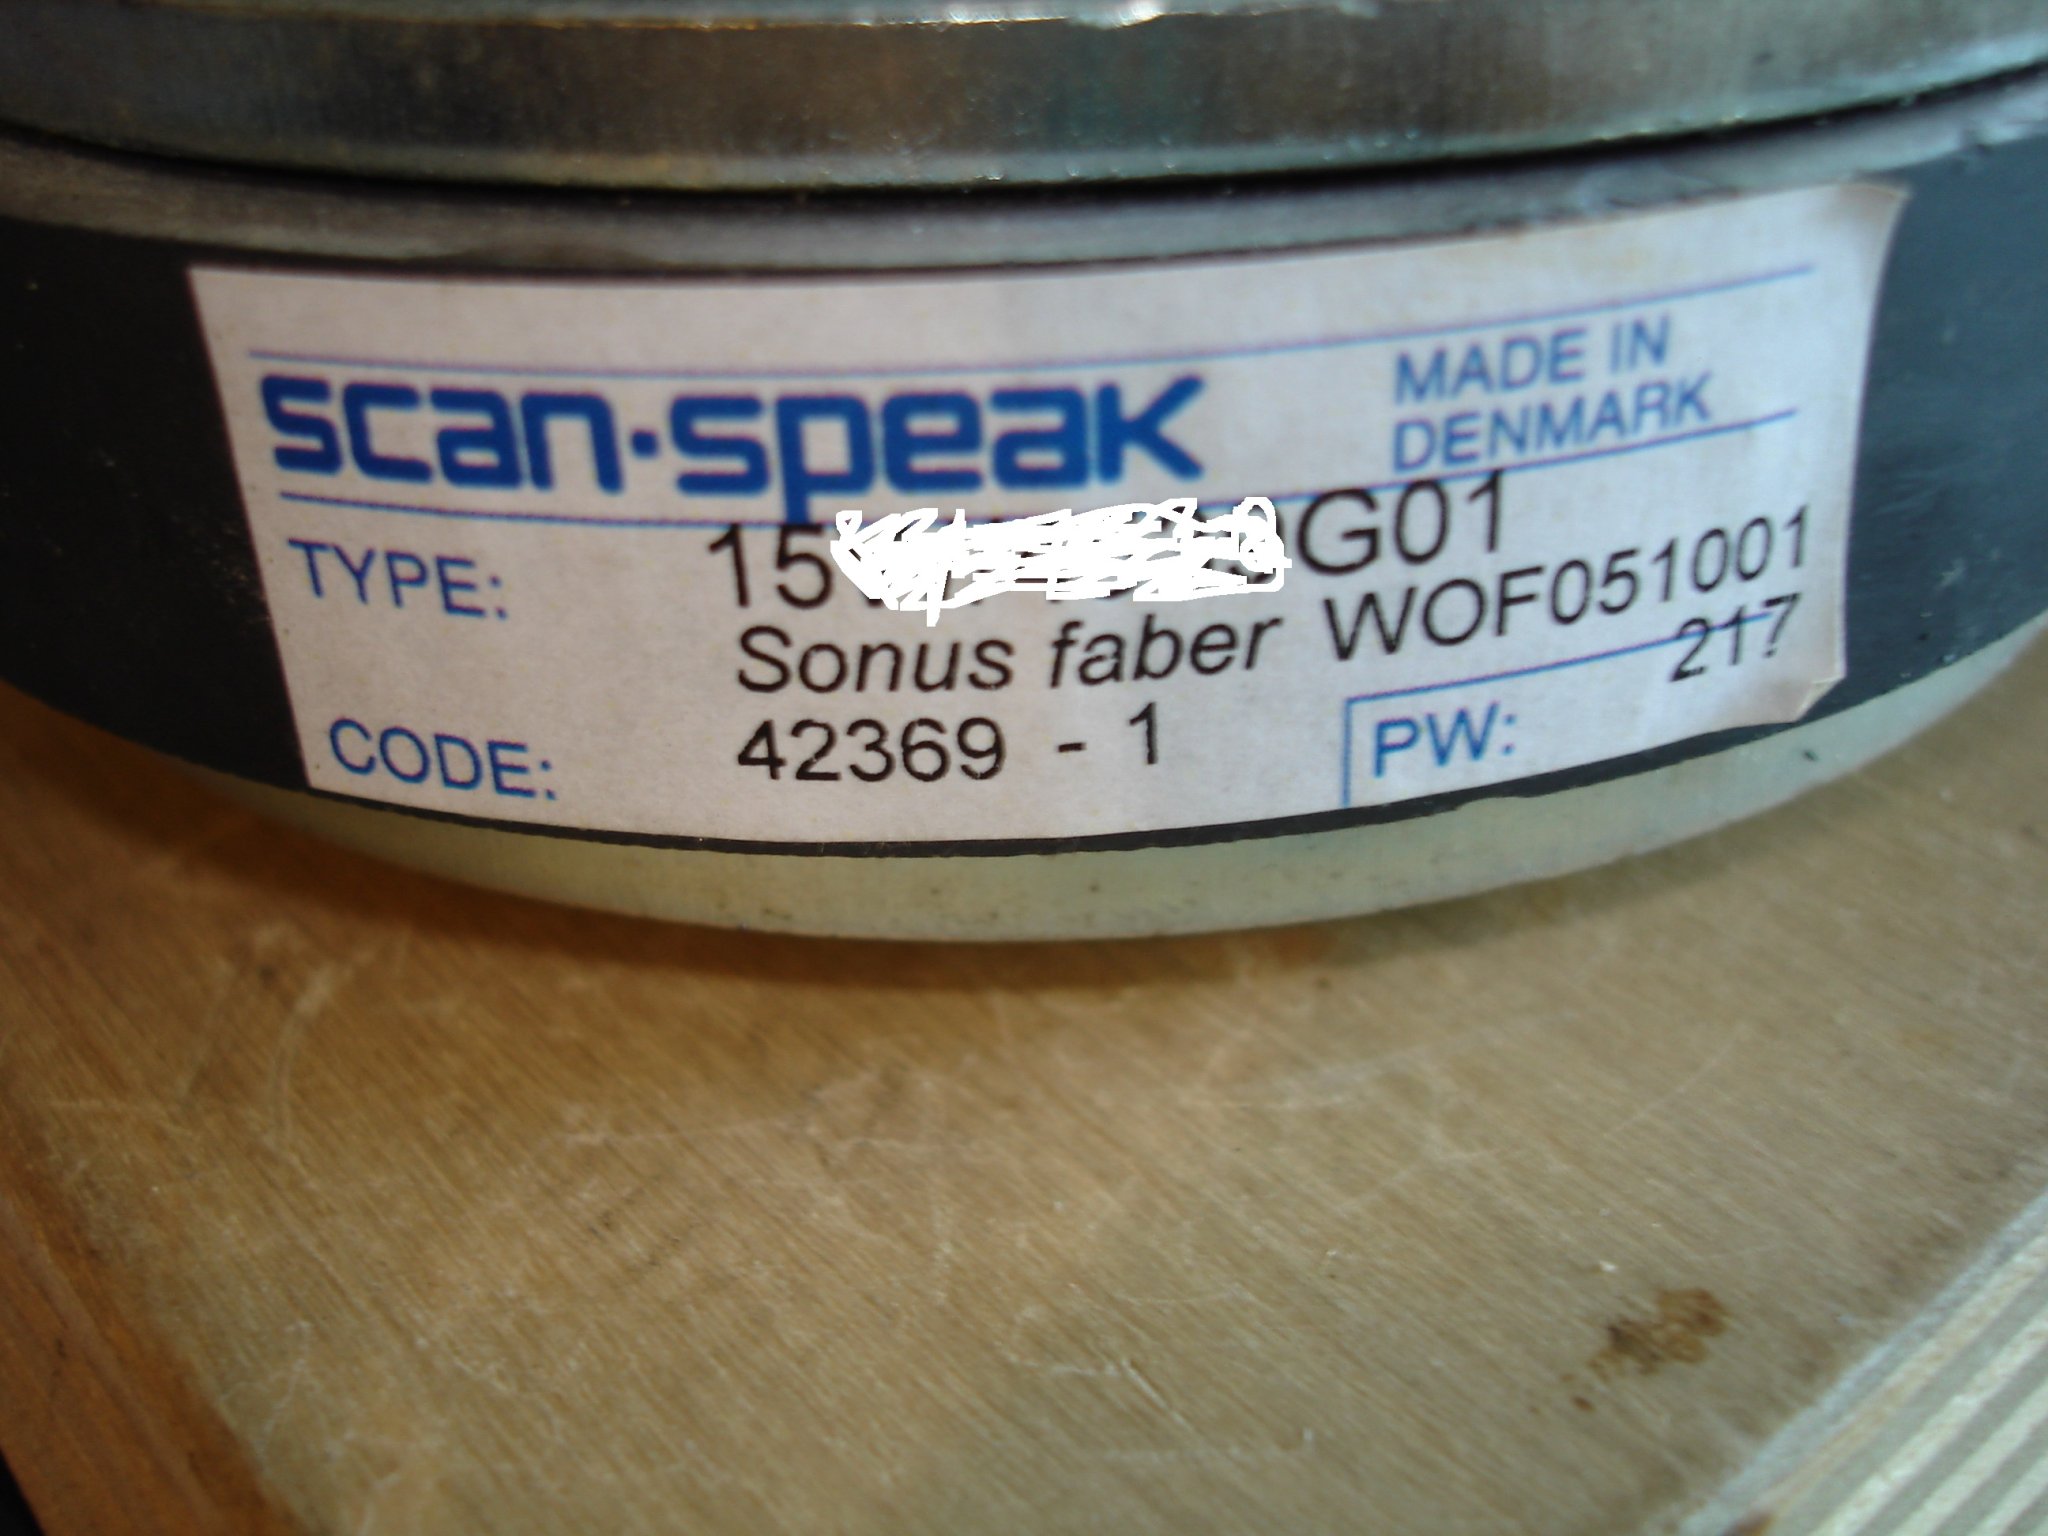 scan·speak
MADE IN
DENMARK
TYPE:
G01
Sonus faber WOF051001
217
CODE: 42369 - 1
PW: